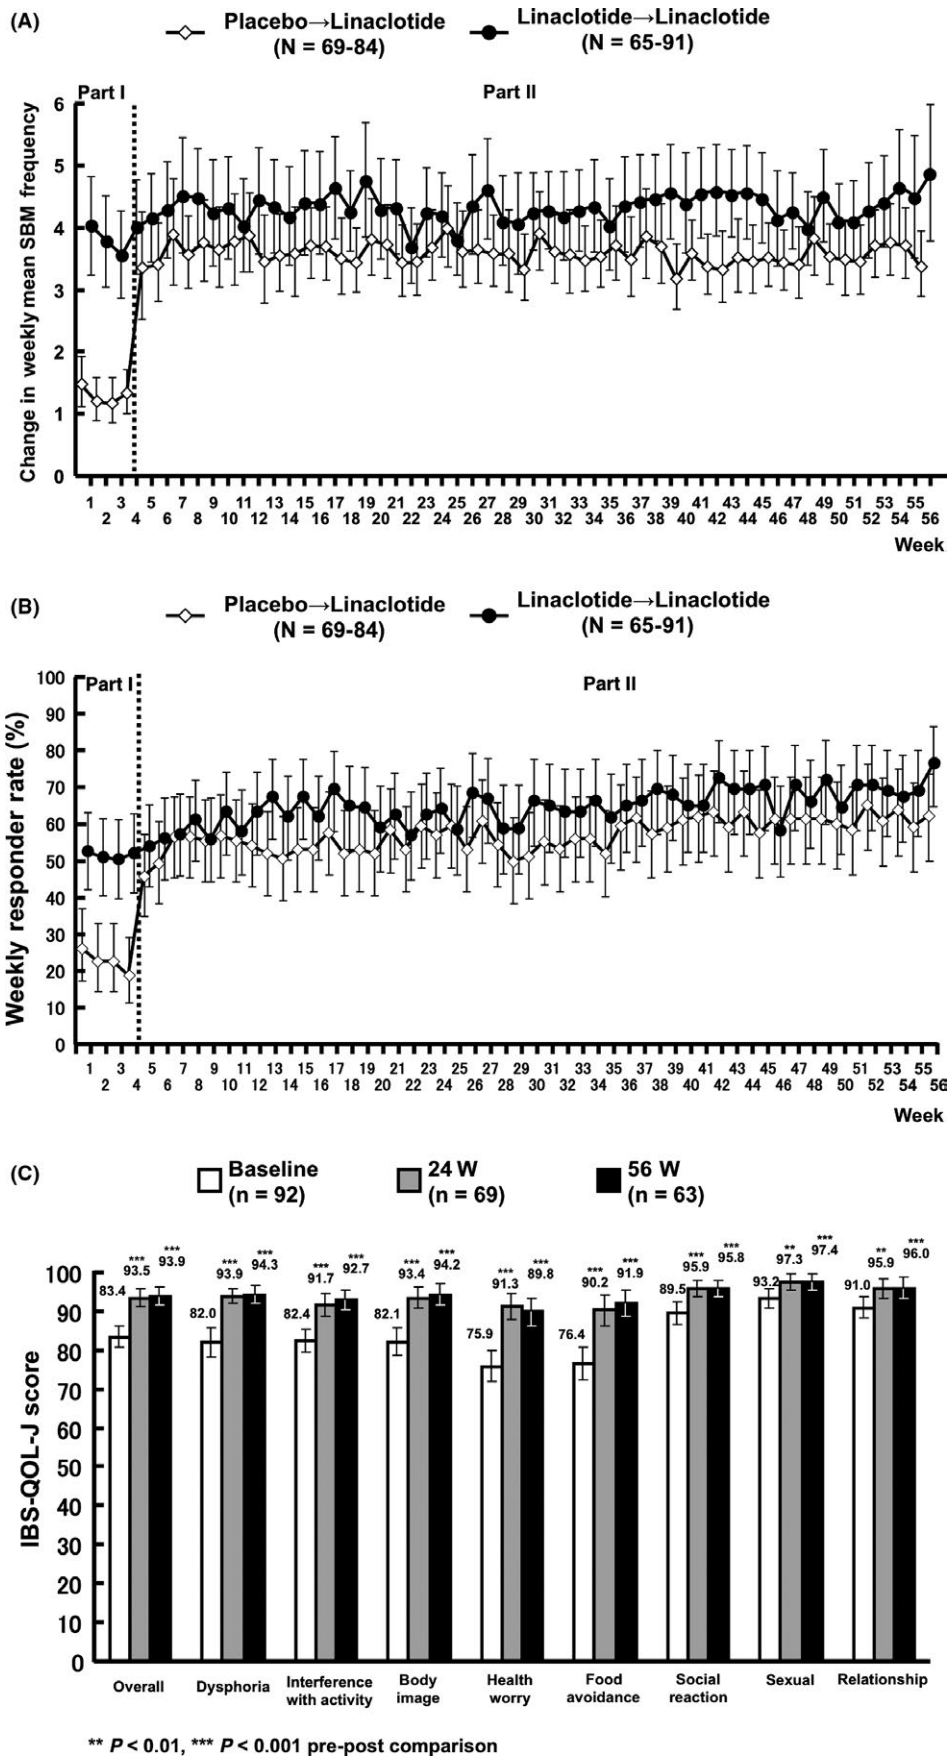 (A)
Placebo→Linaclotide
(N = 69-84)
Linaclotide→Linaclotide
(N = 65-91)
Part I
Part II
Change in weekly mean SBM frequency
6
5
4
3
2
1
0
1 3 5 7 9 11 13 15 17 19 21 23 25 27 29 31 33 35 37 39 41 43 45 47 49 51 53 55
2 4 6 8 10 12 14 16 18 20 22 24 26 28 30 32 34 36 38 40 42 44 46 48 50 52 54 56
Week
(B)
Placebo→Linaclotide
(N = 69-84)
Linaclotide→Linaclotide
(N = 65-91)
Part I
Part II
Weekly responder rate (%)
100
90
80
70
60
50
40
30
20
10
0
1 3 5 7 9 11 13 15 17 19 21 23 25 27 29 31 33 35 37 39 41 43 45 47 49 51 53 55
2 4 6 8 10 12 14 16 18 20 22 24 26 28 30 32 34 36 38 40 42 44 46 48 50 52 54 56
Week
(C)
Baseline
(n = 92)
24 W
(n = 69)
56 W
(n = 63)
IBS-QOL-J score
100
90
80
70
60
50
40
30
20
10
0
83.4 ***93.5 ***93.9
82.0 ***93.9 ***94.3
82.4 ***91.7 ***92.7
82.1 ***93.4 ***94.2
75.9 ***91.3 ***89.8
76.4 ***90.2 ***91.9
89.5 ***95.9 ***95.8
93.2 **97.3 ***97.4
91.0 **95.9 ***96.0
Overall
Dysphoria
Interference
with activity
Body
image
Health
worry
Food
avoidance
Social
reaction
Sexual
Relationship
** P < 0.01, *** P < 0.001 pre-post comparison